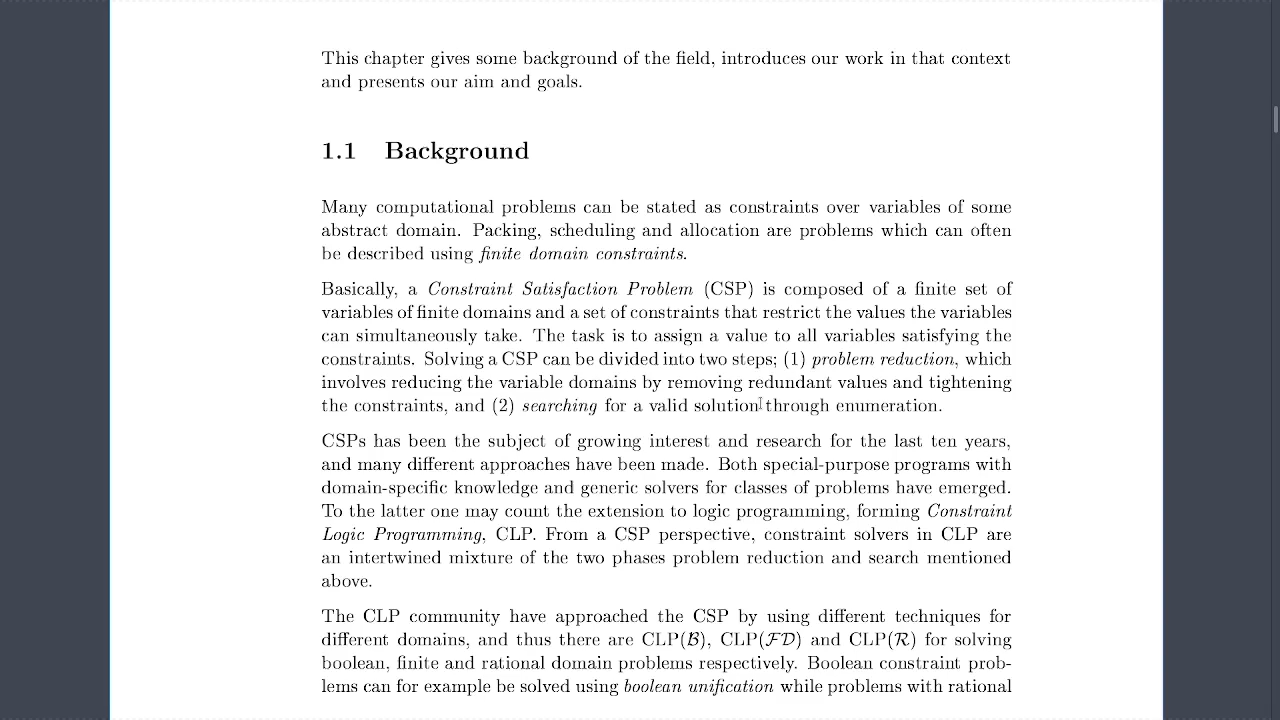 This chapter gives some background of the field, introduces our work in that context
and presents our aim and goals.
1.1 Background
Many computational problems can be stated as constraints over variables of some
abstract domain. Packing, scheduling and allocation are problems which can often
be described using finite domain constraints.
Basically, a Constraint Satisfaction Problem (CSP) is composed of a finite set of
variables of finite domains and a set of constraints that restrict the values the variables
can simultaneously take. The task is to assign a value to all variables satisfying the
constraints. Solving a CSP can be divided into two steps; (1) problem reduction, which
involves reducing the variable domains by removing redundant values and tightening
the constraints, and (2) searching for a valid solution through enumeration.
CSPs has been the subject of growing interest and research for the last ten years,
and many different approaches have been made. Both special-purpose programs with
domain-specific knowledge and generic solvers for classes of problems have emerged.
To the latter one may count the extension to logic programming, forming Constraint
Logic Programming, CLP. From a CSP perspective, constraint solvers in CLP are
an intertwined mixture of the two phases problem reduction and search mentioned
above.
The CLP community have approached the CSP by using different techniques for
different domains, and thus there are CLP(ℬ), CLP(ℱ𝒟) and CLP(ℛ) for solving
boolean, finite and rational domain problems respectively. Boolean constraint prob-
lems can for example be solved using boolean unification while problems with rational